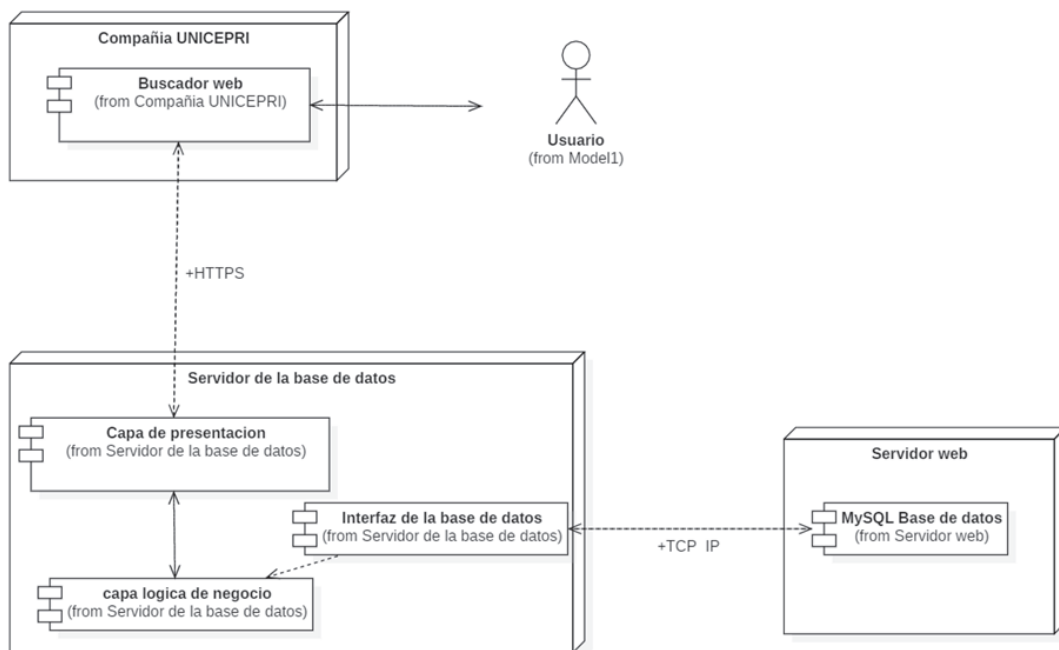 Compañia UNICEPRI
Buscador web
(from Compañia UNICEPRI)
Usuario
(from Model1)
+HTTPS
Servidor de la base de datos
Capa de presentacion
(from Servidor de la base de datos)
Interfaz de la base de datos
(from Servidor de la base de datos)
capa logica de negocio
(from Servidor de la base de datos)
+TCP IP
Servidor web
MySQL Base de datos
(from Servidor web)